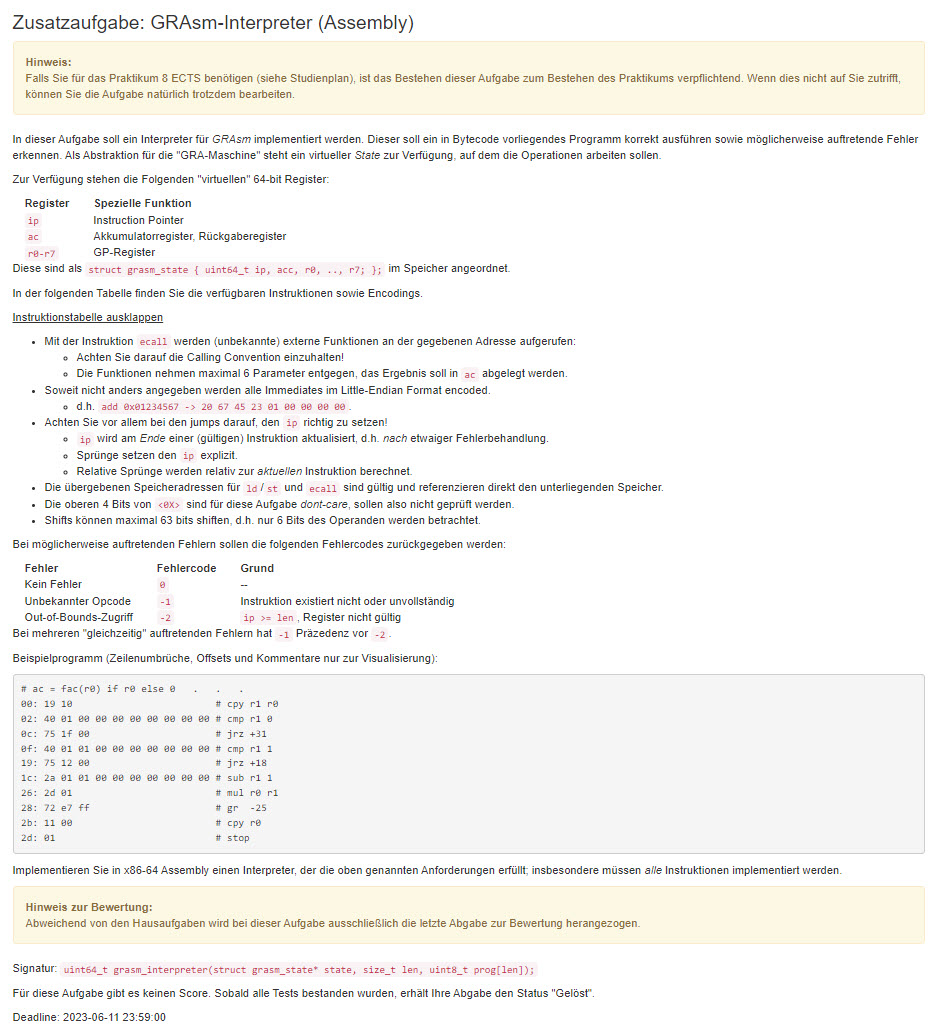 Zusatzaufgabe: GRAsm-Interpreter (Assembly)
Hinweis:
Falls Sie für das Praktikum 8 ECTS benötigen (siehe Studienplan), ist das Bestehen dieser Aufgabe zum Bestehen des Praktikums verpflichtend. Wenn dies nicht auf Sie zutrifft,
können Sie die Aufgabe natürlich trotzdem bearbeiten.
In dieser Aufgabe soll ein Interpreter für GRAsm implementiert werden. Dieser soll ein in Bytecode vorliegendes Programm korrekt ausführen sowie möglicherweise auftretende Fehler
erkennen. Als Abstraktion für die "GRA-Maschine" steht ein virtueller State zur Verfügung, auf dem die Operationen arbeiten sollen.
Zur Verfügung stehen die Folgenden "virtuellen" 64-bit Register:
Register Spezielle Funktion
ip Instruction Pointer
ac Akkumulatorregister, Rückgaberegister
r0-r7 GP-Register
Diese sind als struct grasm_state { uint64_t ip, acc, r0, .., r7; }; im Speicher angeordnet.
In der folgenden Tabelle finden Sie die verfügbaren Instruktionen sowie Encodings.
Instruktionstabelle ausklappen
• Mit der Instruktion ecall werden (unbekannte) externe Funktionen an der gegebenen Adresse aufgerufen:
Achten Sie darauf die Calling Convention einzuhalten!
Die Funktionen nehmen maximal 6 Parameter entgegen, das Ergebnis soll in ac abgelegt werden.
• Soweit nicht anders angegeben werden alle Immediates im Little-Endian Format encoded.
d.h. add 0x01234567 -> 20 67 45 23 01 00 00 00 00 .
• Achten Sie vor allem bei den jumps darauf, den ip richtig zu setzen!
ip wird am Ende einer (gültigen) Instruktion aktualisiert, d.h. nach etwaiger Fehlerbehandlung.
Sprünge setzen den ip explizit.
Relative Sprünge werden relativ zur aktuellen Instruktion berechnet.
• Die übergebenen Speicheradressen für ld / st und ecall sind gültig und referenzieren direkt den unterliegenden Speicher.
• Die oberen 4 Bits von <0X> sind für diese Aufgabe dont-care, sollen also nicht geprüft werden.
• Shifts können maximal 63 bits shiften, d.h. nur 6 Bits des Operanden werden betrachtet.
Bei möglicherweise auftretenden Fehlern sollen die folgenden Fehlercodes zurückgegeben werden:
Fehler Fehlercode Grund
Kein Fehler 0 --
Unbekannter Opcode -1 Instruktion existiert nicht oder unvollständig
Out-of-Bounds-Zugriff -2 ip >= len , Register nicht gültig
Bei mehreren "gleichzeitig" auftretenden Fehlern hat -1 Präzedenz vor -2 .
Beispielprogramm (Zeilenumbrüche, Offsets und Kommentare nur zur Visualisierung):
# ac = fac(r0) if r0 else 0 . . .
00: 19 10 # cpy r1 r0
02: 40 01 00 00 00 00 00 00 00 00 # cmp r1 0
0c: 75 1f 00 # jrz +31
0f: 40 01 01 00 00 00 00 00 00 00 # cmp r1 1
19: 75 12 00 # jrz +18
1c: 2a 01 01 00 00 00 00 00 00 00 # sub r1 1
26: 2d 01 # mul r0 r1
28: 72 e7 ff # gr -25
2b: 11 00 # cpy r0
2d: 01 # stop
Implementieren Sie in x86-64 Assembly einen Interpreter, der die oben genannten Anforderungen erfüllt; insbesondere müssen alle Instruktionen implementiert werden.
Hinweis zur Bewertung:
Abweichend von den Hausaufgaben wird bei dieser Aufgabe ausschließlich die letzte Abgabe zur Bewertung herangezogen.
Signatur: uint64_t grasm_interpreter(struct grasm_state* state, size_t len, uint8_t prog[len]);
Für diese Aufgabe gibt es keinen Score. Sobald alle Tests bestanden wurden, erhält Ihre Abgabe den Status "Gelöst".
Deadline: 2023-06-11 23:59:00